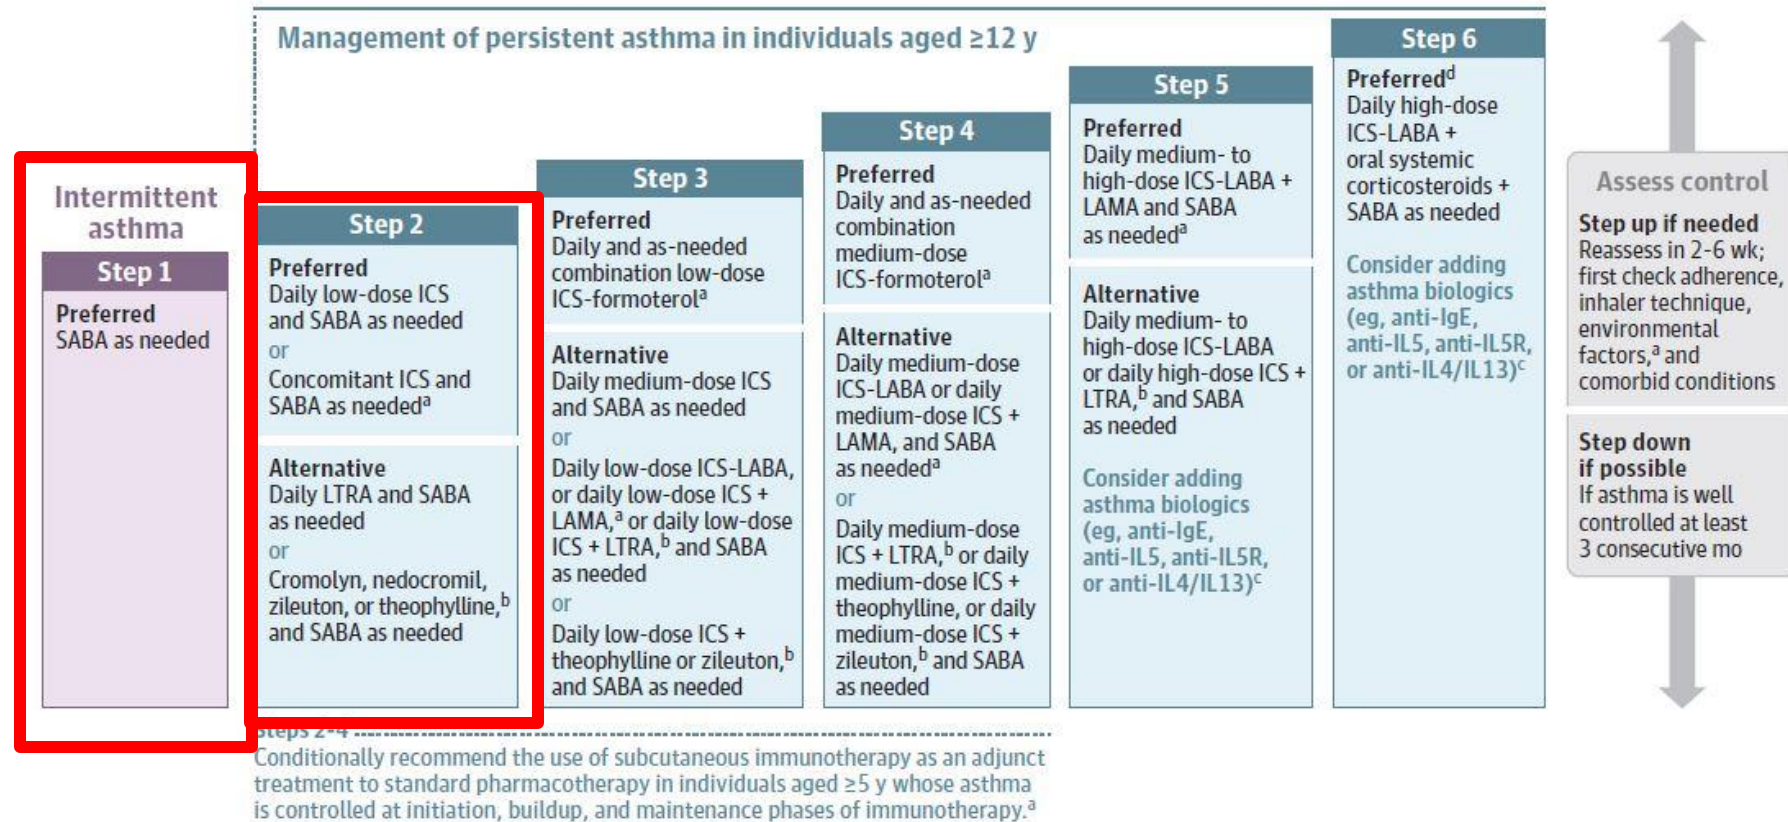 Management of persistent asthma in individuals aged ≥12 y
Intermittent
asthma
Step 1
Preferred
SABA as needed
Step 2
Preferred
Daily low-dose ICS
and SABA as needed
or
Concomitant ICS and
SABA as neededᵃ
Alternative
Daily LTRA and SABA
as needed
or
Cromolyn, nedocromil,
zileuton, or theophylline,ᵇ
and SABA as needed
Step 3
Preferred
Daily and as-needed
combination low-dose
ICS-formoterolᵃ
Alternative
Daily medium-dose ICS
and SABA as needed
or
Daily low-dose ICS-LABA,
or daily low-dose ICS +
LAMA,ᵃ or daily low-dose
ICS + LTRA,ᵇ and SABA
as needed
or
Daily low-dose ICS +
theophylline or zileuton,ᵇ
and SABA as needed
Step 4
Preferred
Daily and as-needed
combination
medium-dose
ICS-formoterolᵃ
Alternative
Daily medium-dose
ICS-LABA or daily
medium-dose ICS +
LAMA, and SABA
as neededᵃ
or
Daily medium-dose
ICS + LTRA,ᵇ or daily
medium-dose ICS +
theophylline, or daily
medium-dose ICS +
zileuton,ᵇ and SABA
as needed
Step 5
Preferred
Daily medium- to
high-dose ICS-LABA +
LAMA and SABA
as neededᵃ
Alternative
Daily medium- to
high-dose ICS-LABA
or daily high-dose ICS +
LTRA,ᵇ and SABA
as needed
Consider adding
asthma biologics
(eg, anti-IgE,
anti-IL5, anti-IL5R,
or anti-IL4/IL13)ᶜ
Step 6
Preferredᵈ
Daily high-dose
ICS-LABA +
oral systemic
corticosteroids +
SABA as needed
Consider adding
asthma biologics
(eg, anti-IgE,
anti-IL5, anti-IL5R,
or anti-IL4/IL13)ᶜ
Assess control
Step up if needed
Reassess in 2-6 wk;
first check adherence,
inhaler technique,
environmental
factors,ᵃ and
comorbid conditions
Step down
if possible
If asthma is well
controlled at least
3 consecutive mo
Steps 2-4
Conditionally recommend the use of subcutaneous immunotherapy as an adjunct
treatment to standard pharmacotherapy in individuals aged ≥5 y whose asthma
is controlled at initiation, buildup, and maintenance phases of immunotherapy.ᵃ